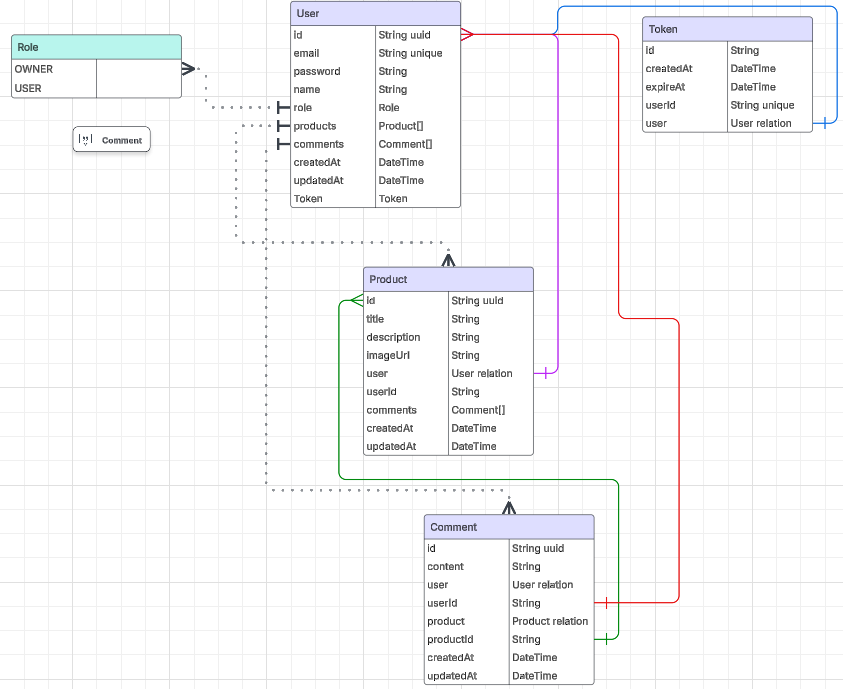 User
id String uuid
email String unique
password String
name String
role Role
products Product[]
comments Comment[]
createdAt DateTime
updatedAt DateTime
Token Token
Role
OWNER
USER
Comment
Token
id String
createdAt DateTime
expireAt DateTime
userId String unique
user User relation
Product
id String uuid
title String
description String
imageUrl String
user User relation
userId String
comments Comment[]
createdAt DateTime
updatedAt DateTime
Comment
id String uuid
content String
user User relation
userId String
product Product relation
productId String
createdAt DateTime
updatedAt DateTime